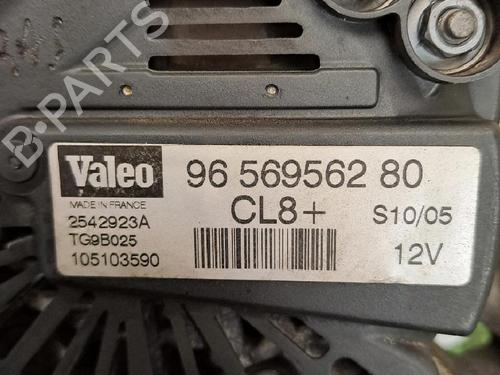 B-PARTS
Valeo
MADE IN FRANCE
2542923A
TG9B025
105103590
96 569562 80
CL8+
S10/05
12V